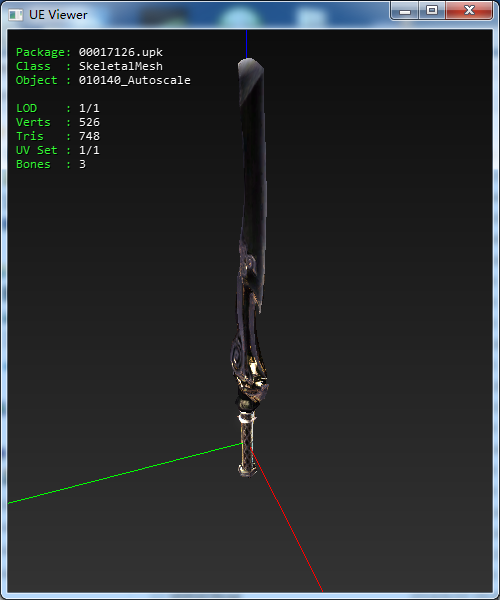 UE Viewer
Package: 00017126.upk
Class : SkeletalMesh
Object : 010140_Autoscale
LOD : 1/1
Verts : 526
Tris : 748
UV Set : 1/1
Bones : 3